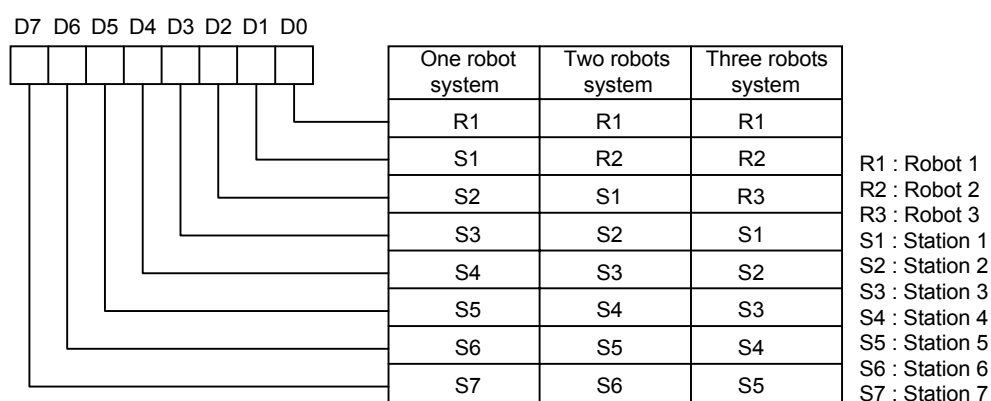 D7 D6 D5 D4 D3 D2 D1 D0
One robot system Two robots system Three robots system
R1 R1 R1
S1 R2 R2
S2 S1 R3
S3 S2 S1
S4 S3 S2
S5 S4 S3
S6 S5 S4
S7 S6 S5
R1 : Robot 1
R2 : Robot 2
R3 : Robot 3
S1 : Station 1
S2 : Station 2
S3 : Station 3
S4 : Station 4
S5 : Station 5
S6 : Station 6
S7 : Station 7